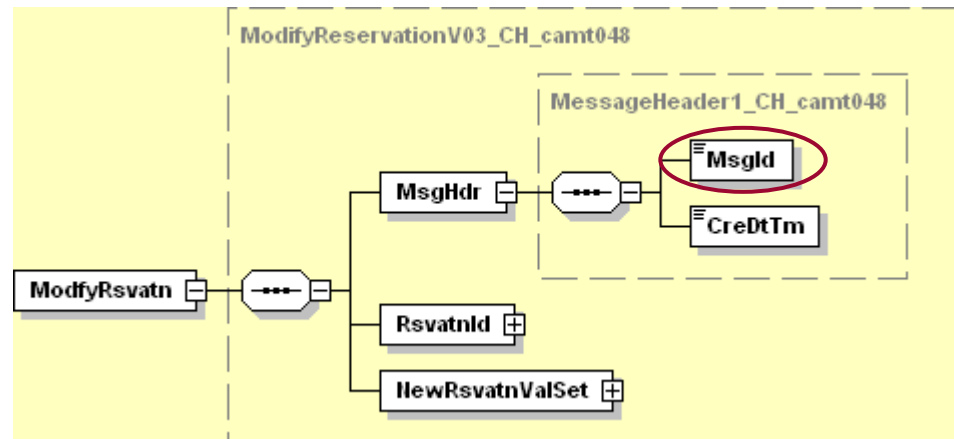 ModifyReservationV03_CH_camt048
MessageHeader1_CH_camt048
MsgId
MsgHdr
CreDtTm
ModfyRsvatn
RsvatnId
NewRsvatnValSet